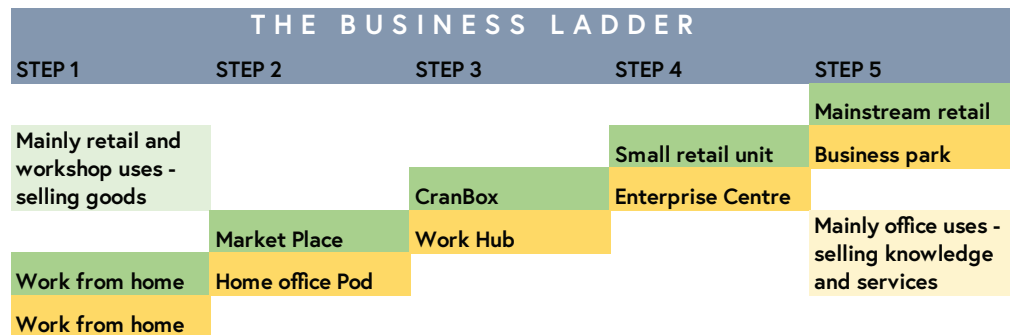 THE BUSINESS LADDER
STEP 1 STEP 2 STEP 3 STEP 4 STEP 5
Mainstream retail
Mainly retail and
workshop uses -
selling goods
Small retail unit
Business park
CranBox
Enterprise Centre
Market Place
Work Hub
Mainly office uses -
selling knowledge
and services
Work from home
Home office Pod
Work from home